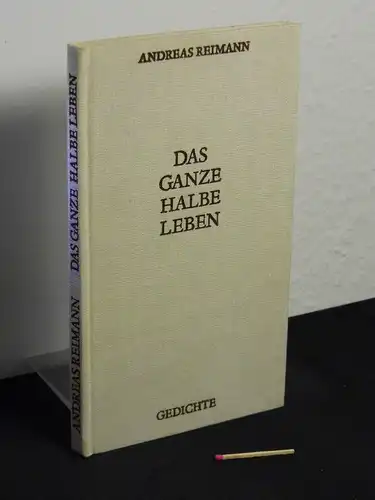 ANDREAS REIMANN
DAS
GANZE
HALBE
LEBEN
GEDICHTE
ANDREAS REIMANN DAS GANZE HALBE LEBEN